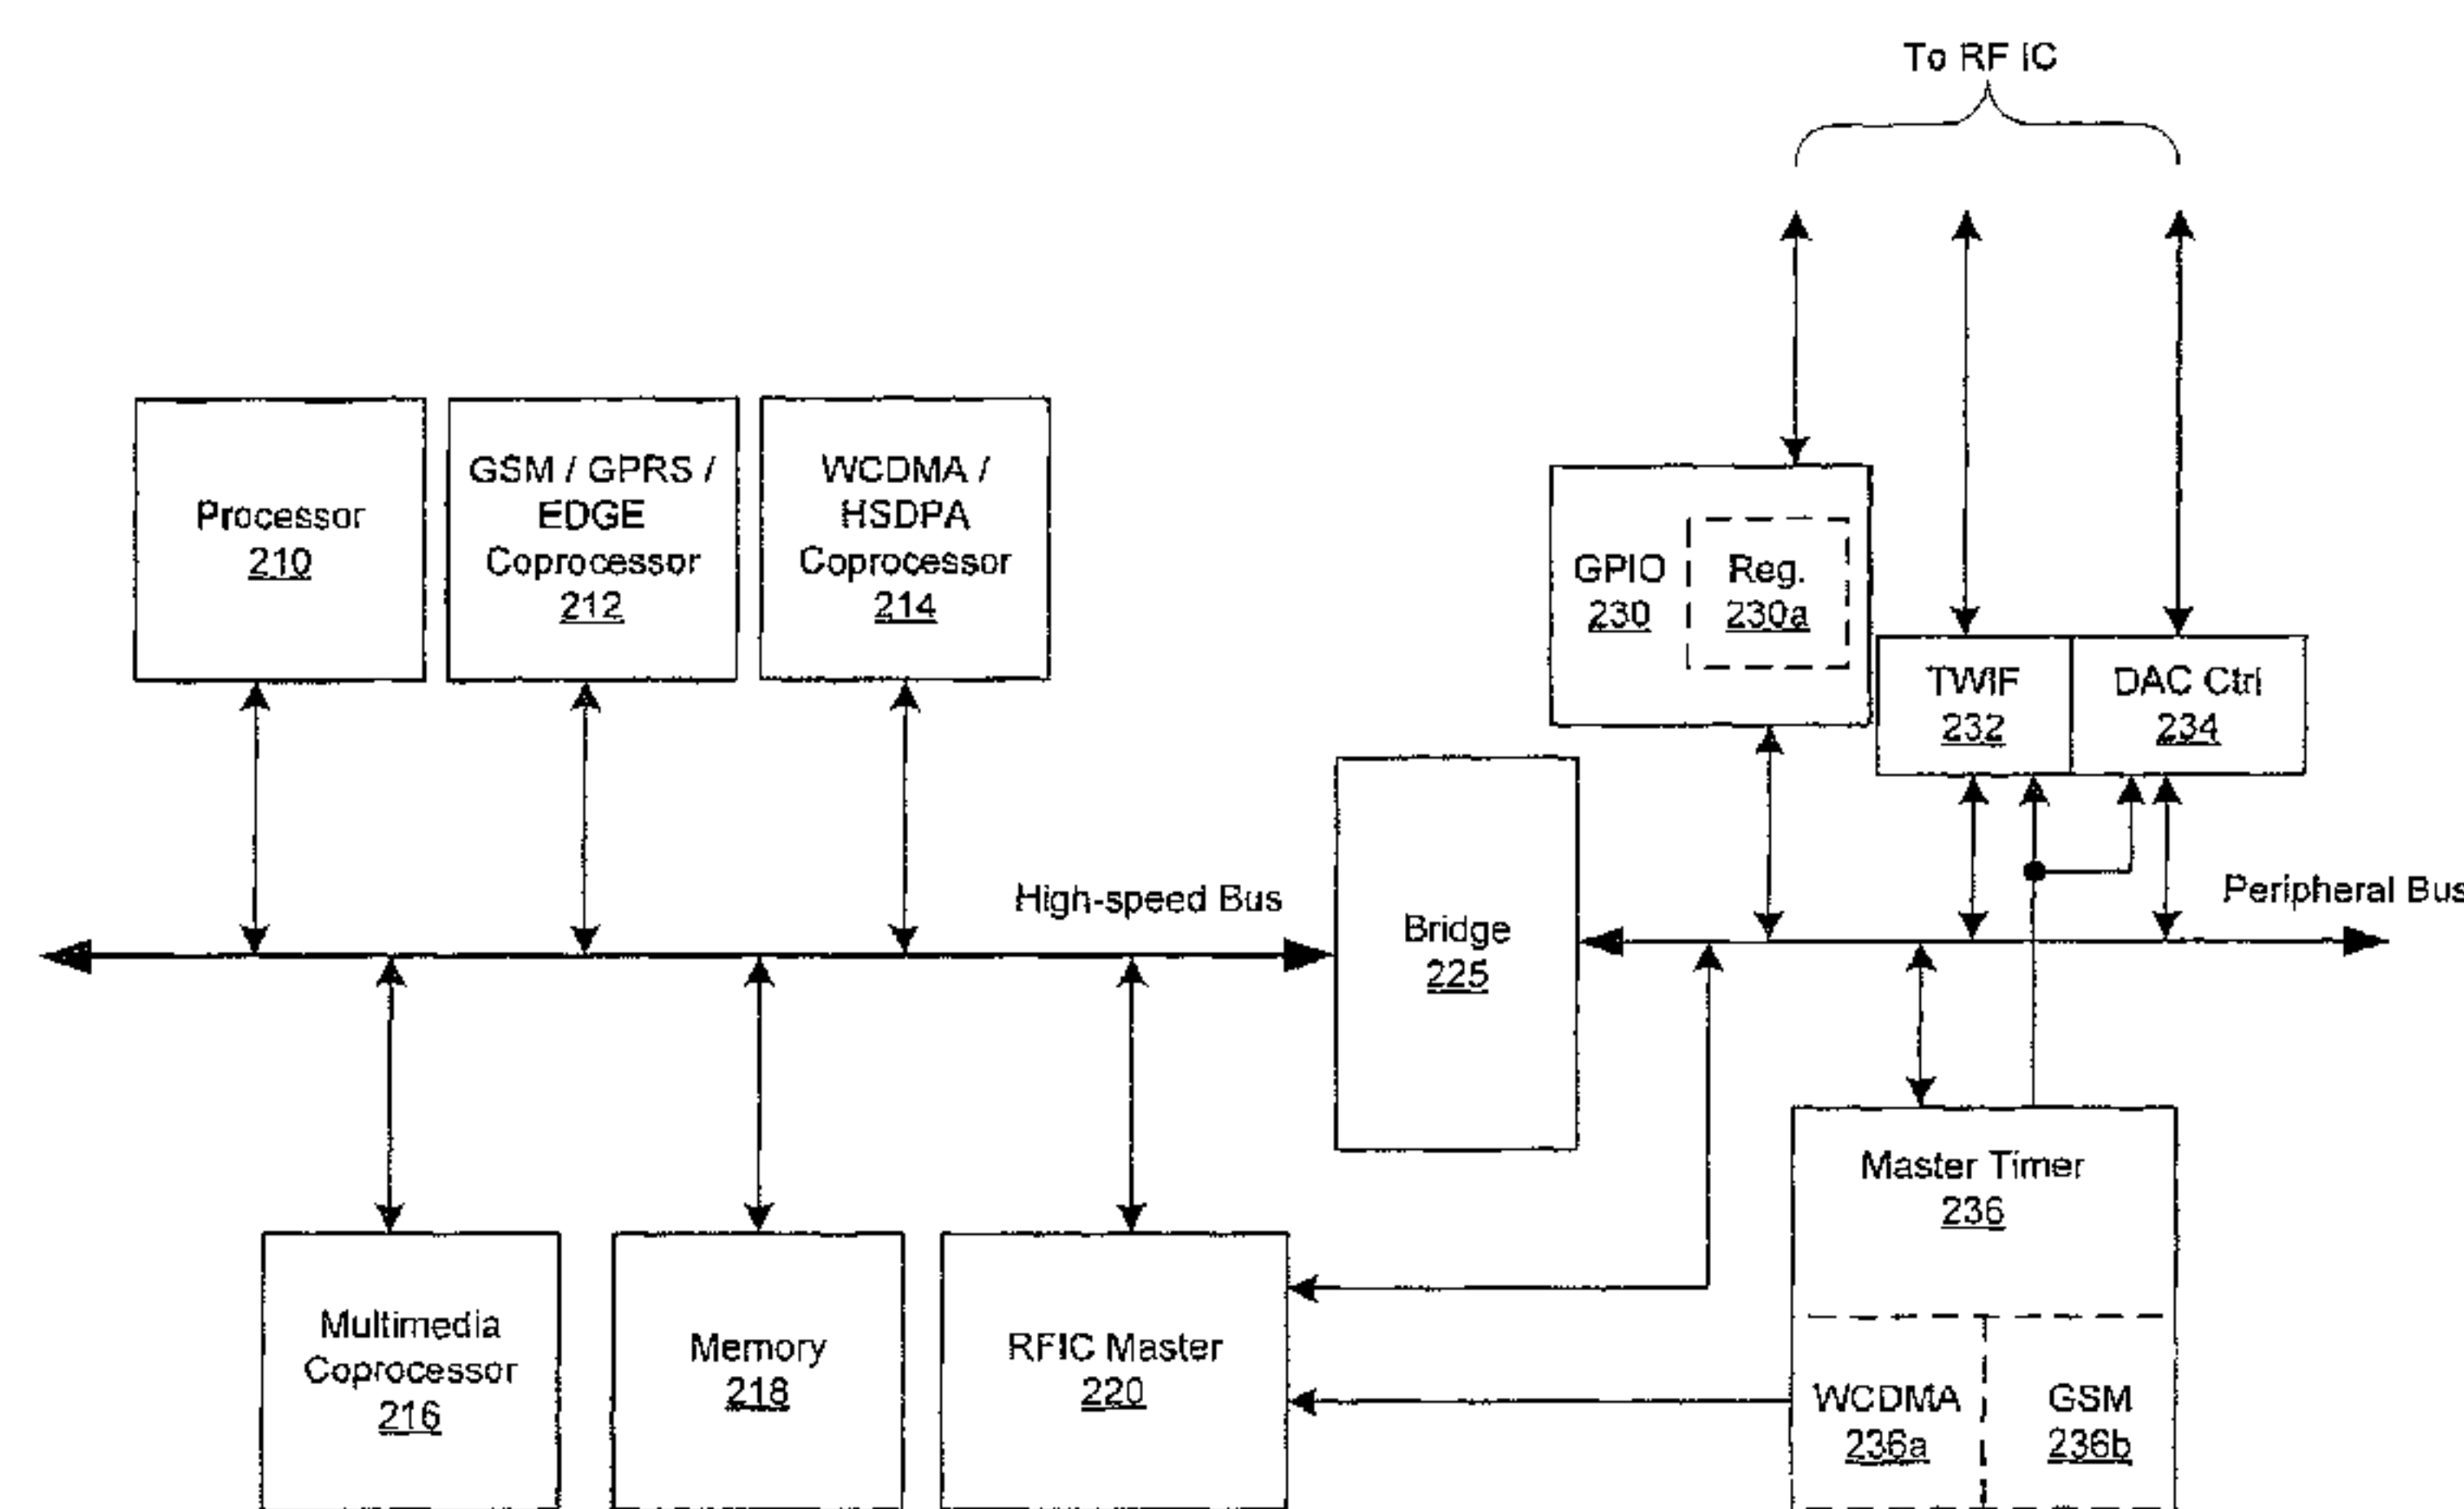 To RF IC
Processor
210
GSM / GPRS /
EDGE
Coprocessor
212
WCDMA /
HSDPA
Coprocessor
214
GPIO
230
Reg.
230a
TWIF
232
DAC Ctrl
234
High-speed Bus
Bridge
225
Peripheral Bus
Multimedia
Coprocessor
216
Memory
218
RFIC Master
220
Master Timer
236
WCDMA
236a
GSM
236b